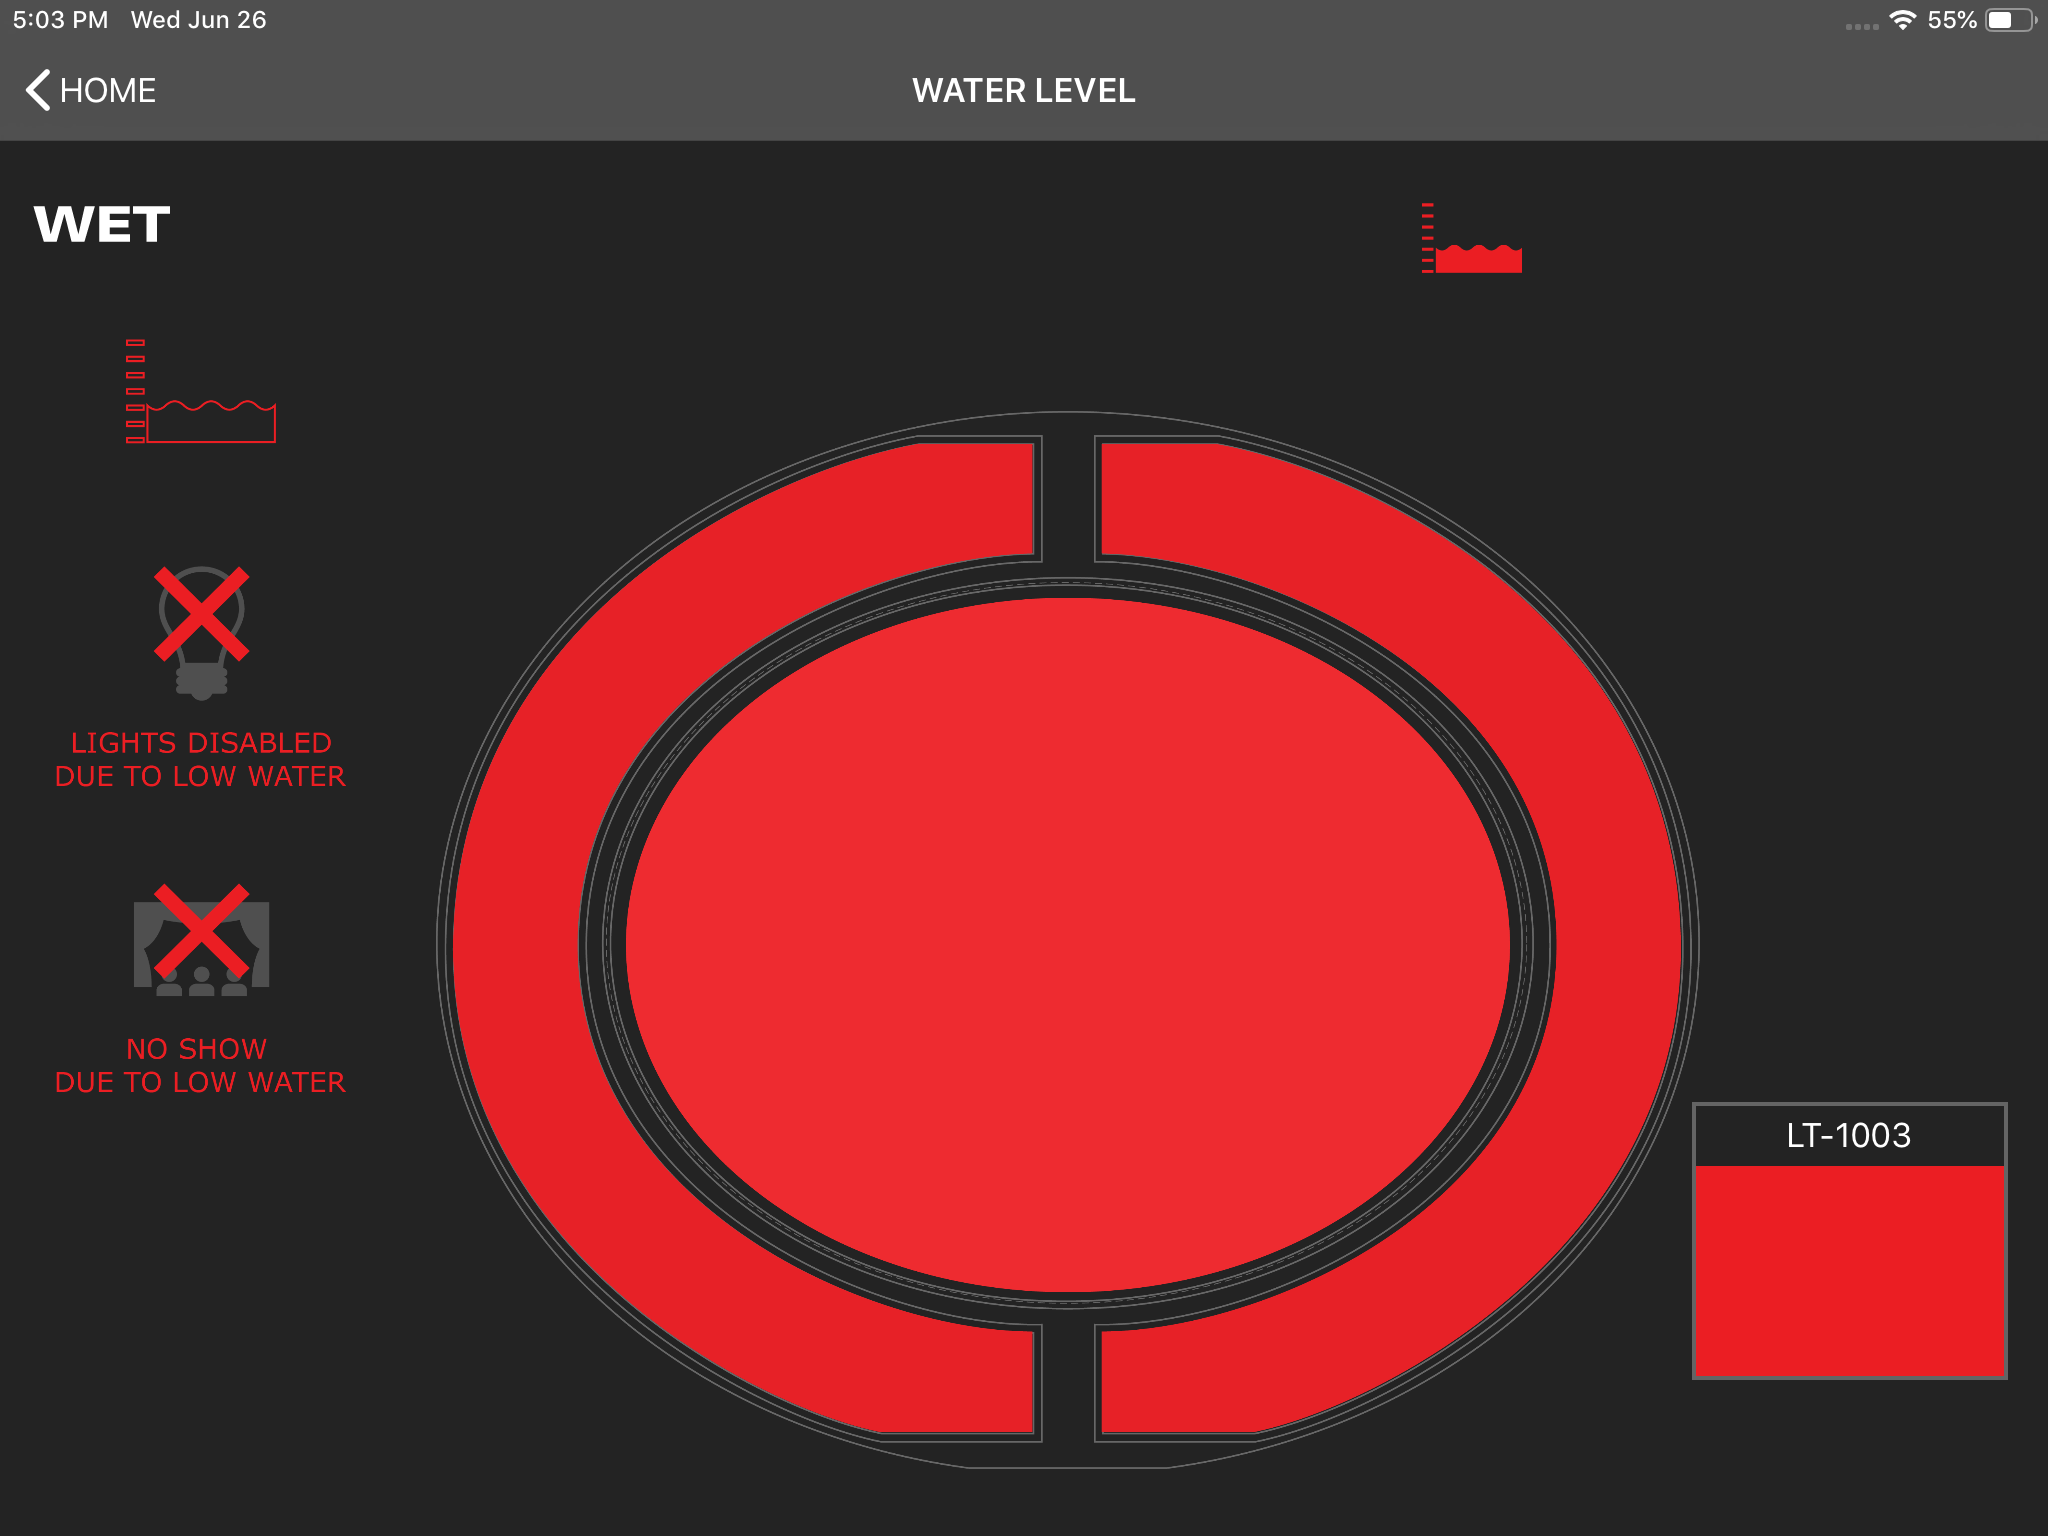 5:03 PM Wed Jun 26
55%
HOME
WATER LEVEL
WET
LIGHTS DISABLED
DUE TO LOW WATER
NO SHOW
DUE TO LOW WATER
LT-1003